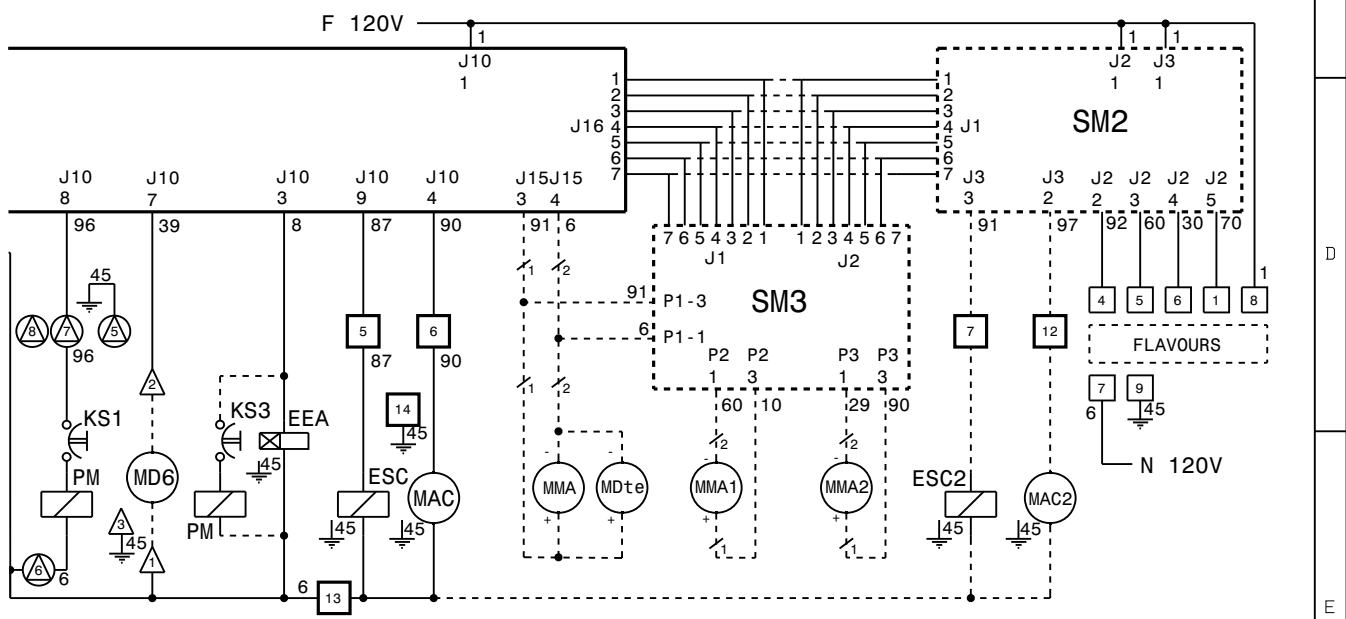 F 120V
1 1 1
J10 J2 J3
1 1 1
1 1
2 2
3 3
J16 4 4 J1 SM2
5 5
6 6
7 7
J10 J10 J10 J10 J10 J15 J15 J3 J3 J2 J2 J2 J2
8 7 3 9 4 3 4 3 2 2 3 4 5
96 39 8 87 90 91 6 91 97 92 60 30 70
7 6 5 4 3 2 1 1 2 3 4 5 6 7
J1 J2
D
45 1 2 1
91 P1-3 SM3
4 5 6 1 8
8 7 5 5 6 6 P1-1 7 12
96 87 90 FLAVOURS
P2 P2 P3 P3
1 3 1 3
2 1 2 7 9
60 10 29 90 6 45
14
45
KS1 KS3 EEA 2 2
45 N 120V
PM MD6 ESC MAC - MMA + - MDte + - MMA1 + - MMA2 + ESC2 MAC2
3 PM 45 45 45 45
45 1 1
6 6 1
6 13
E